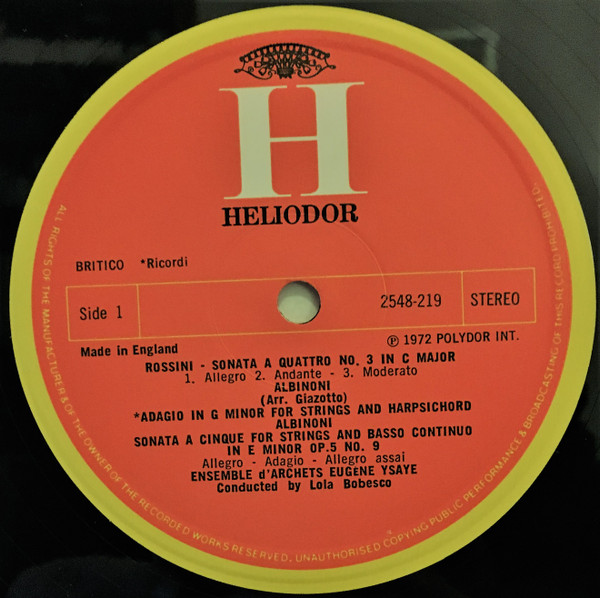 H
HELIODOR
BRITICO *Ricordi
Side 1
2548-219
STEREO
Made in England
℗ 1972 POLYDOR INT.
ROSSINI - SONATA A QUATTRO NO. 3 IN C MAJOR
1. Allegro 2. Andante - 3. Moderato
ALBINONI
(Arr. Giazotto)
*ADAGIO IN G MINOR FOR STRINGS AND HARPSICHORD
ALBINONI
SONATA A CINQUE FOR STRINGS AND BASSO CONTINUO
IN E MINOR OP.5 NO. 9
Allegro - Adagio - Allegro assai
ENSEMBLE d'ARCHETS EUGENE YSAYE
Conducted by Lola Bobesco
ALL RIGHTS OF THE MANUFACTURER & OF THE OWNER OF THE RECORDED WORKS RESERVED. UNAUTHORISED COPYING PUBLIC PERFORMANCE & BROADCASTING OF THIS RECORD PROHIBITED.